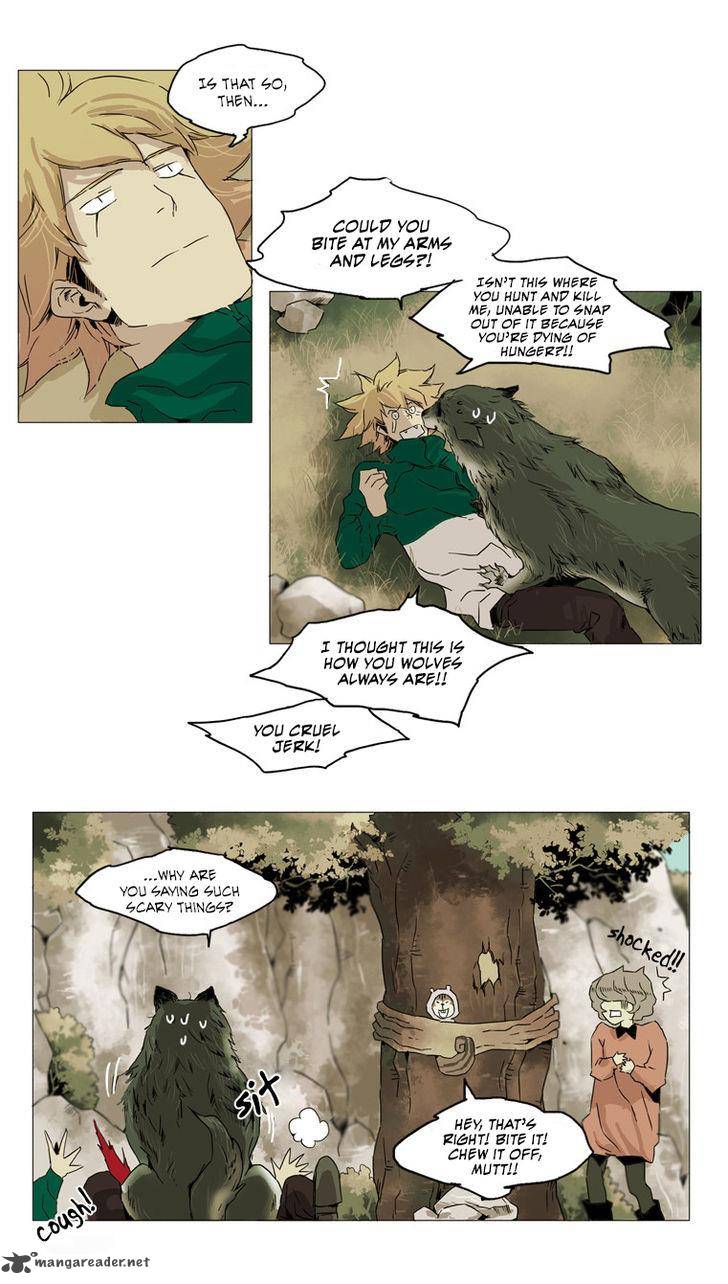 IS THAT SO,
THEN...
COULD YOU
BITE AT MY ARMS
AND LEGS?!
ISN'T THIS WHERE
YOU HUNT AND KILL
ME, UNABLE TO SNAP
OUT OF IT BECAUSE
YOU'RE DYING OF
HUNGER?!!
I THOUGHT THIS IS
HOW YOU WOLVES
ALWAYS ARE!!
YOU CRUEL
JERK!
...WHY ARE
YOU SAYING SUCH
SCARY THINGS?
shocked!!
sit
HEY, THAT'S
RIGHT! BITE IT!
CHEW IT OFF,
MUTT!!
cough!
mangareader.net